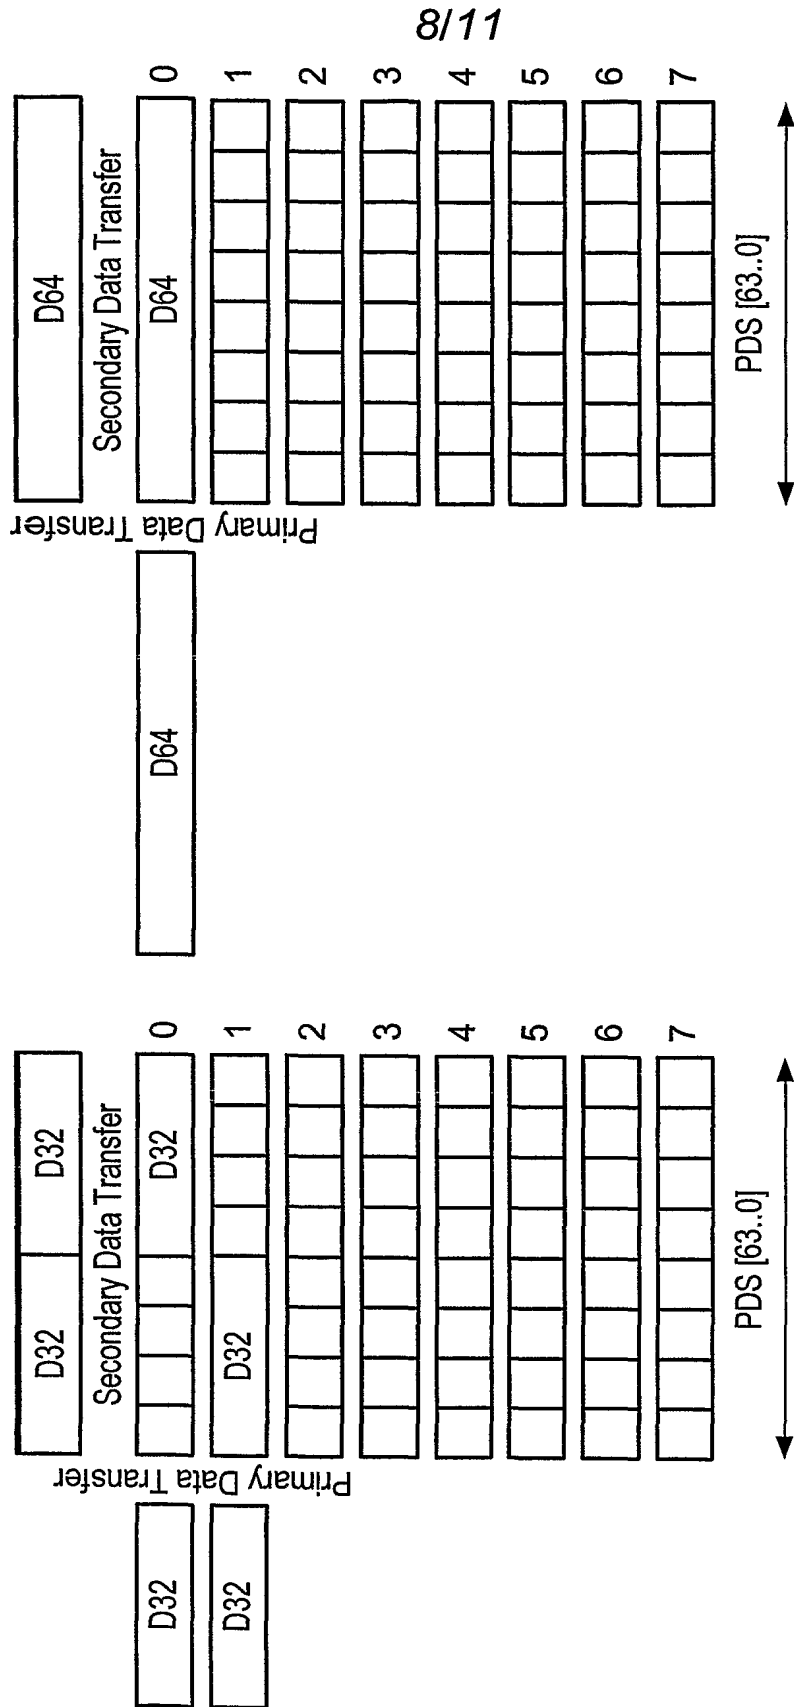 8/11
D32 D32
Secondary Data Transfer
Primary Data Transfer
D32 D32 0
D32 D32 1
2
3
4
5
6
7
PDS [63..0]
D64
Secondary Data Transfer
Primary Data Transfer
D64 D64 0
1
2
3
4
5
6
7
PDS [63..0]